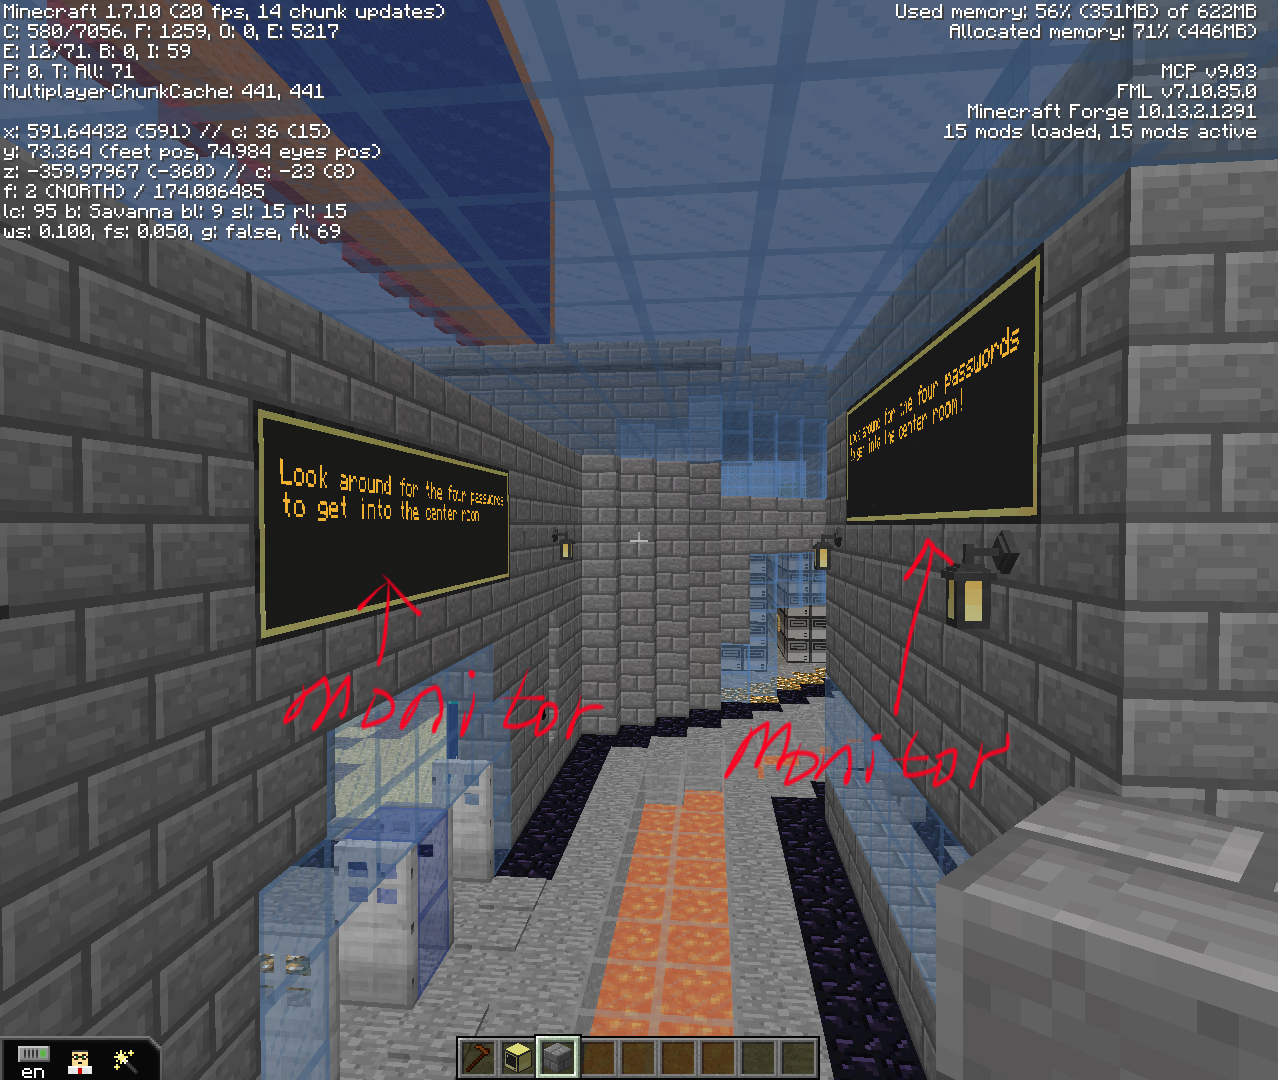 Minecraft 1.7.10 (20 fps, 14 chunk updates)
C: 580/7056. F: 1259, O: 0, E: 5217
E: 12/71. B: 0, I: 59
P: 0. T: All: 71
MultiplayerChunkCache: 441, 441
x: 591.64432 (591) // c: 36 (15)
y: 73.364 (feet pos, 74.984 eyes pos)
z: -359.97967 (-360) // c: -23 (8)
f: 2 (NORTH) / 174.006485
lc: 95 b: Savanna bl: 9 sl: 15 rl: 15
ws: 0.100, fs: 0.050, g: false, fl: 69
Used memory: 56% (351MB) of 622MB
Allocated memory: 71% (446MB)
MCP v9.03
FML v7.10.85.0
Minecraft Forge 10.13.2.1291
15 mods loaded, 15 mods active
Look around for the four passwords
to get into the center room
Look around for the four passwords
to get into the center room!
Monitor
Monitor
en